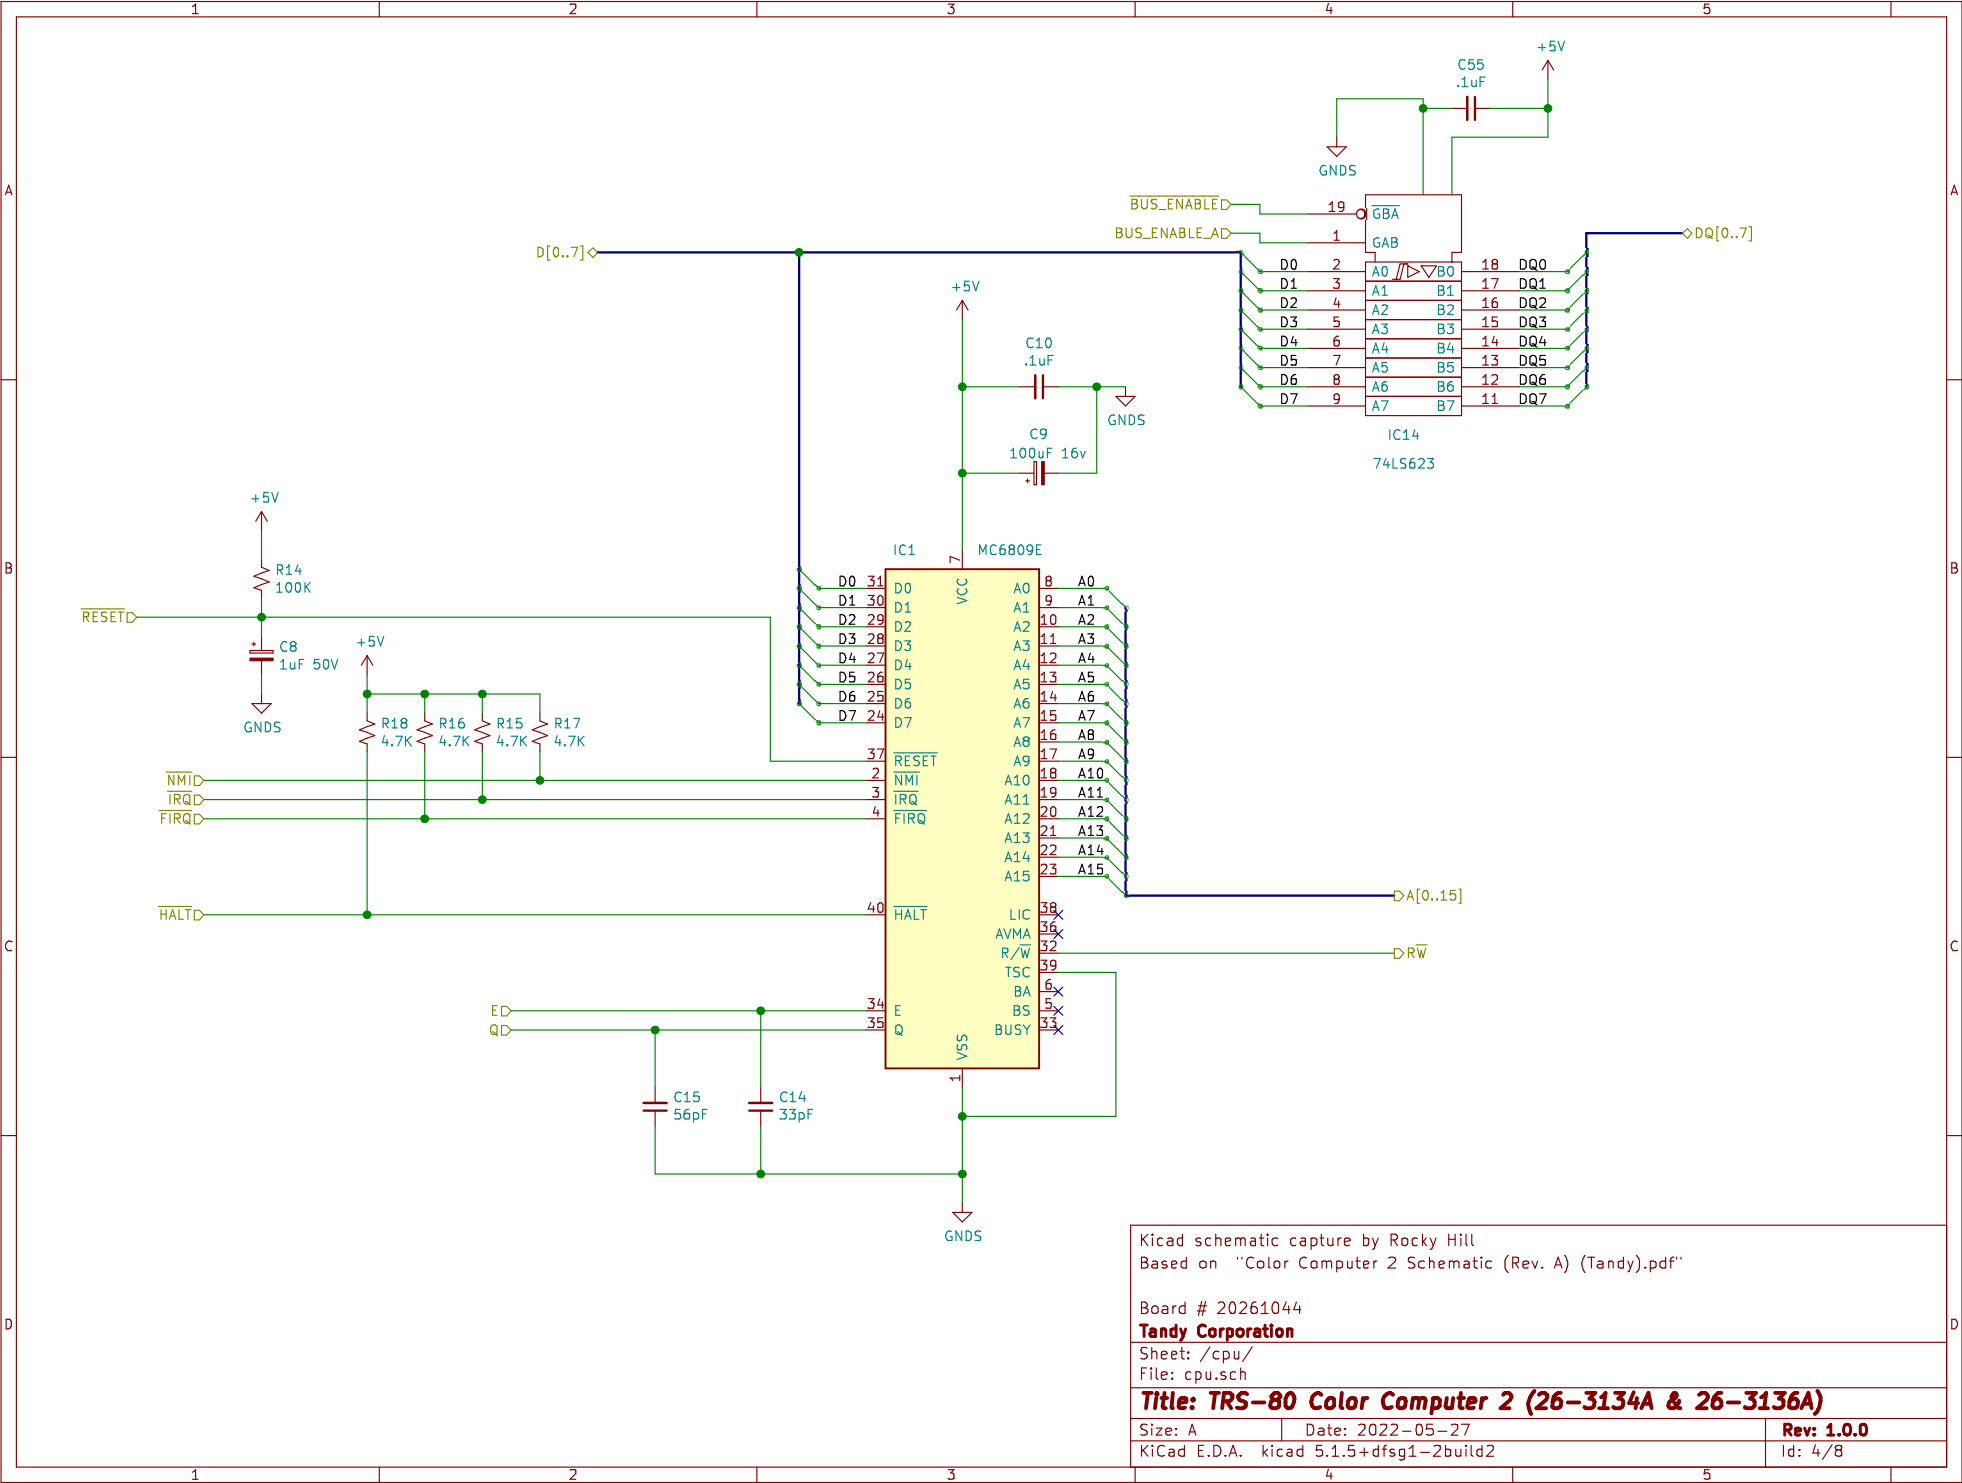 1 2 3 4 5
A
B
C
D
+5V
C55
.1uF
GNDS
BUS_ENABLE
19
GBA
BUS_ENABLE_A
1
GAB
D[0..7]
DQ[0..7]
D0 2 A0 B0 18 DQ0
D1 3 A1 B1 17 DQ1
D2 4 A2 B2 16 DQ2
D3 5 A3 B3 15 DQ3
D4 6 A4 B4 14 DQ4
D5 7 A5 B5 13 DQ5
D6 8 A6 B6 12 DQ6
D7 9 A7 B7 11 DQ7
IC14
74LS623
+5V
C10
.1uF
GNDS
C9
100uF 16v
+
+5V
R14
100K
RESET
+
C8
1uF 50V
GNDS
+5V
R18
4.7K
R16
4.7K
R15
4.7K
R17
4.7K
NMI
IRQ
FIRQ
HALT
E
Q
IC1 MC6809E
7
VCC
D0 31 D0 A0 8 A0
D1 30 D1 A1 9 A1
D2 29 D2 A2 10 A2
D3 28 D3 A3 11 A3
D4 27 D4 A4 12 A4
D5 26 D5 A5 13 A5
D6 25 D6 A6 14 A6
D7 24 D7 A7 15 A7
A8 16 A8
37 RESET A9 17 A9
2 NMI A10 18 A10
3 IRQ A11 19 A11
4 FIRQ A12 20 A12
A13 21 A13
A14 22 A14
A15 23 A15
A[0..15]
40 HALT LIC 38
AVMA 36
R/W 32
RW
TSC 39
BA 6
34 E BS 5
35 Q BUSY 33
VSS
1
C15
56pF
C14
33pF
GNDS
Kicad schematic capture by Rocky Hill
Based on "Color Computer 2 Schematic (Rev. A) (Tandy).pdf"
Board # 20261044
Tandy Corporation
Sheet: /cpu/
File: cpu.sch
Title: TRS-80 Color Computer 2 (26-3134A & 26-3136A)
Size: A Date: 2022-05-27 Rev: 1.0.0
KiCad E.D.A. kicad 5.1.5+dfsg1-2build2 Id: 4/8
A
B
C
D
1 2 3 4 5